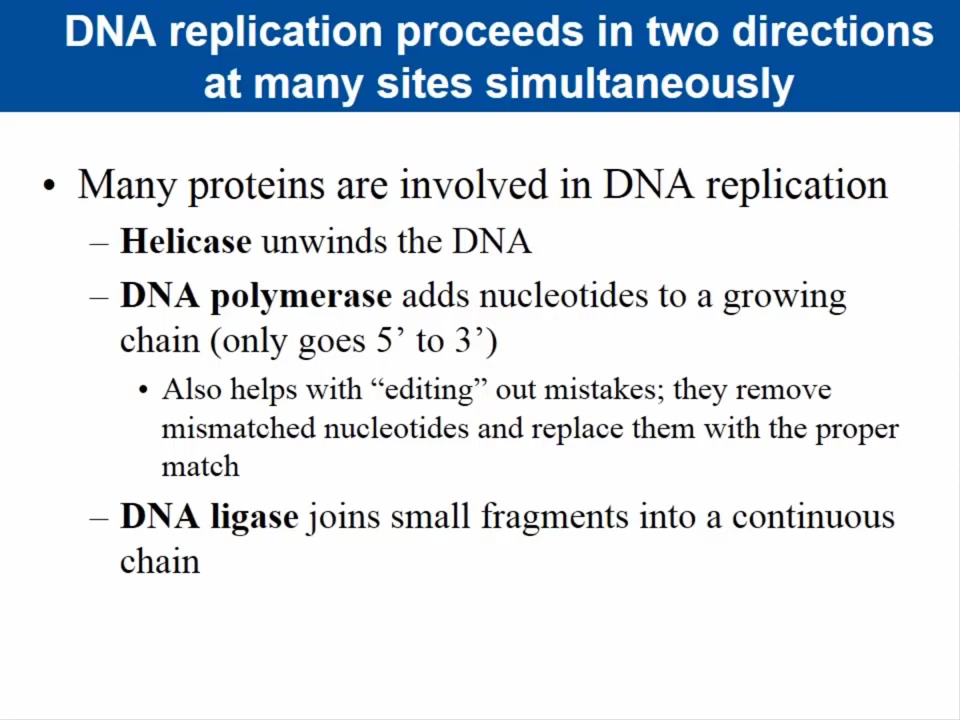 DNA replication proceeds in two directions
at many sites simultaneously
• Many proteins are involved in DNA replication
– Helicase unwinds the DNA
– DNA polymerase adds nucleotides to a growing
chain (only goes 5’ to 3’)
• Also helps with “editing” out mistakes; they remove
mismatched nucleotides and replace them with the proper
match
– DNA ligase joins small fragments into a continuous
chain